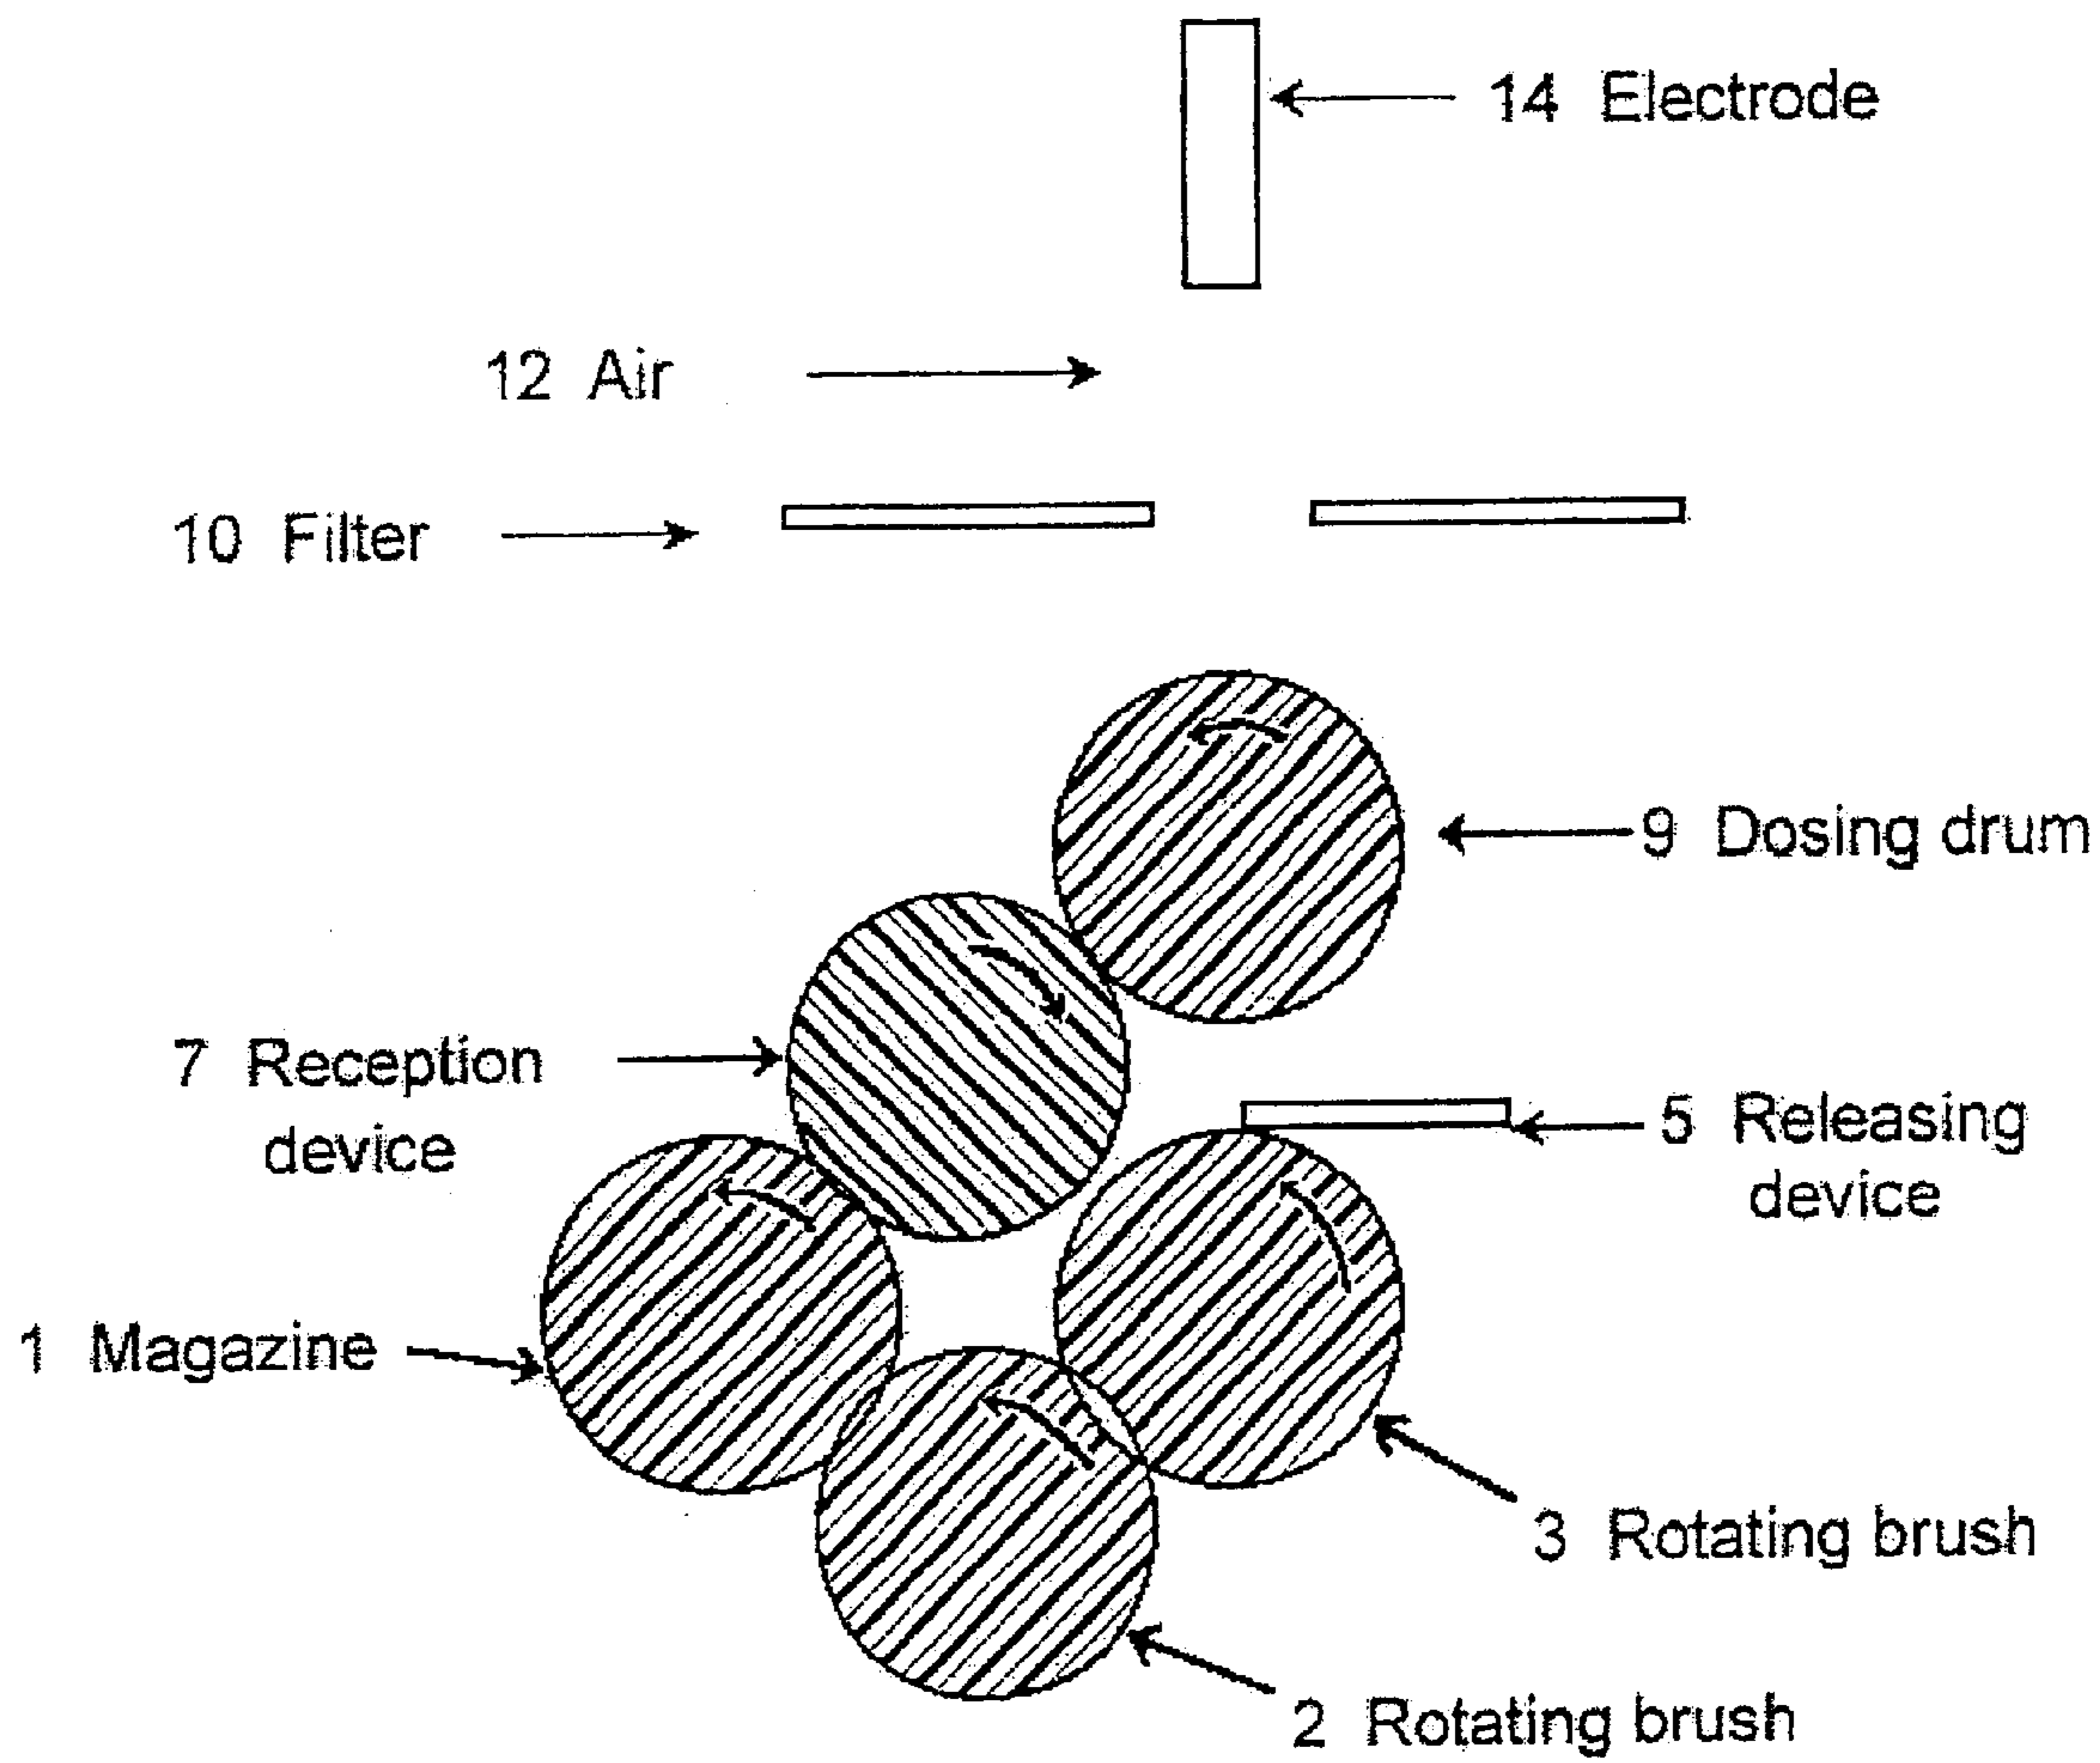 14 Electrode
12 Air
10 Filter
9 Dosing drum
7 Reception
device
5 Releasing
device
1 Magazine
3 Rotating brush
2 Rotating brush